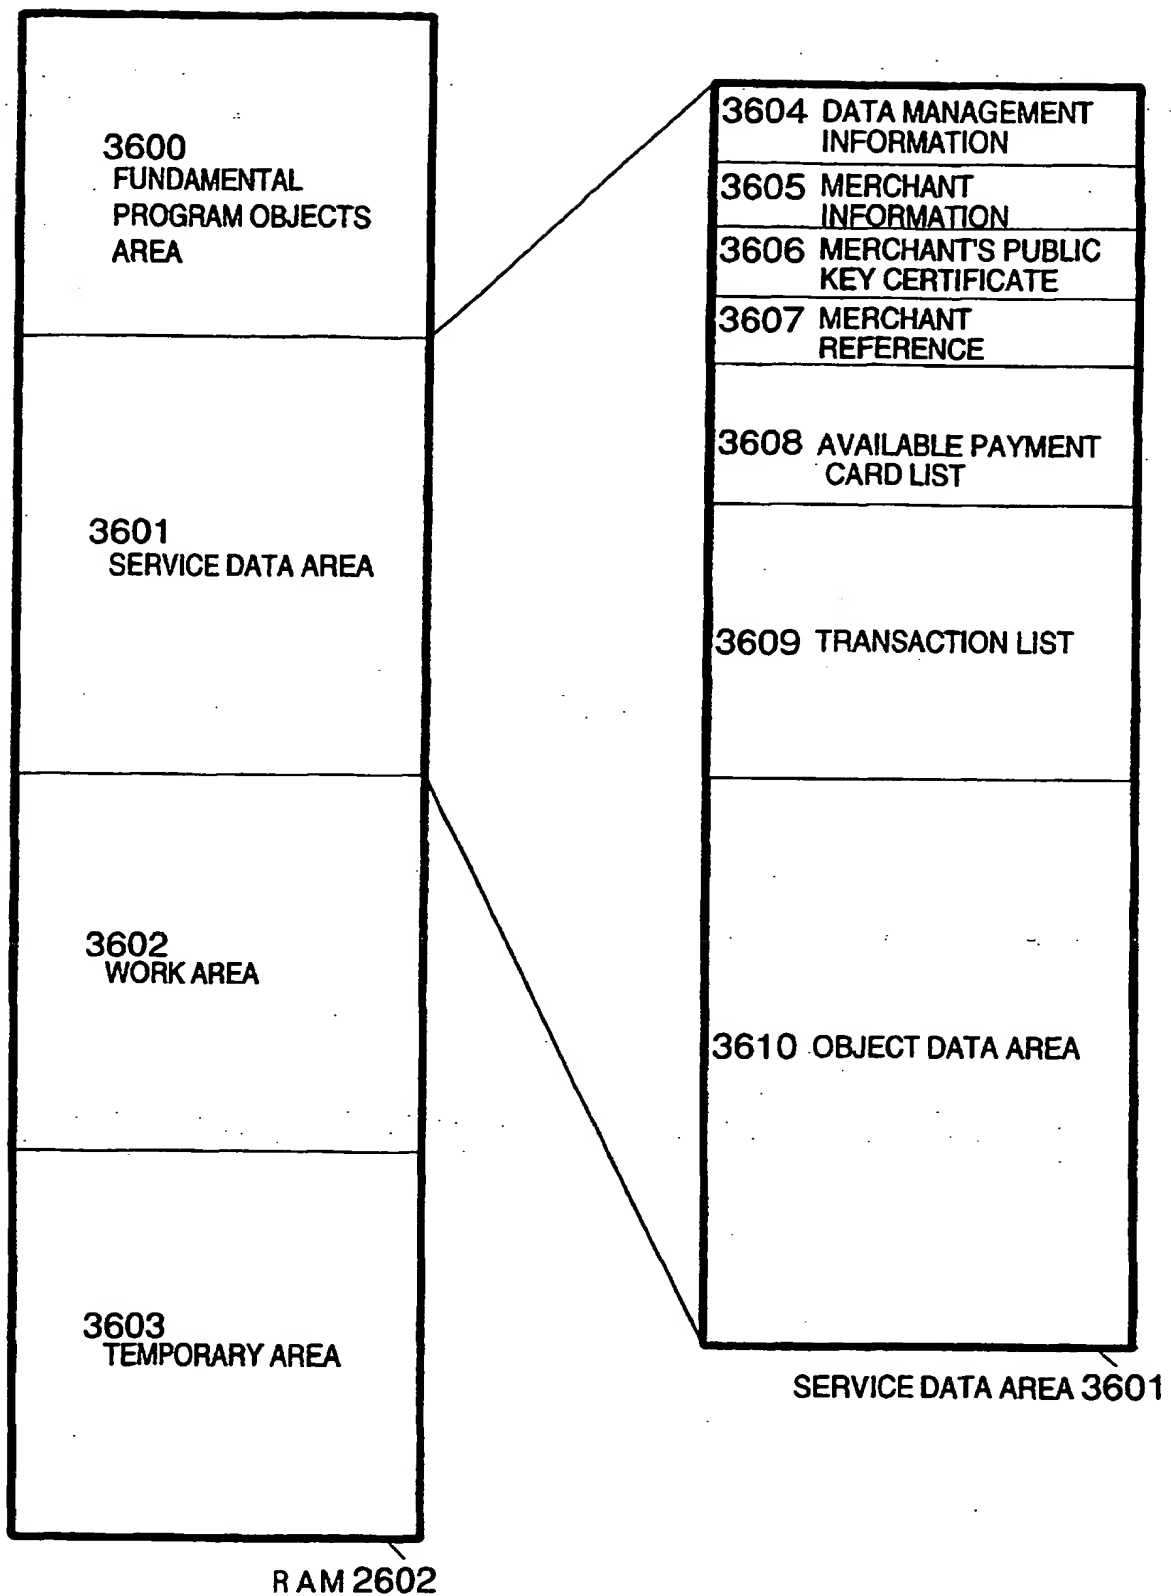 3600
FUNDAMENTAL
PROGRAM OBJECTS
AREA
3601
SERVICE DATA AREA
3602
WORK AREA
3603
TEMPORARY AREA
RAM 2602
3604 DATA MANAGEMENT
INFORMATION
3605 MERCHANT
INFORMATION
3606 MERCHANT'S PUBLIC
KEY CERTIFICATE
3607 MERCHANT
REFERENCE
3608 AVAILABLE PAYMENT
CARD LIST
3609 TRANSACTION LIST
3610 OBJECT DATA AREA
SERVICE DATA AREA 3601